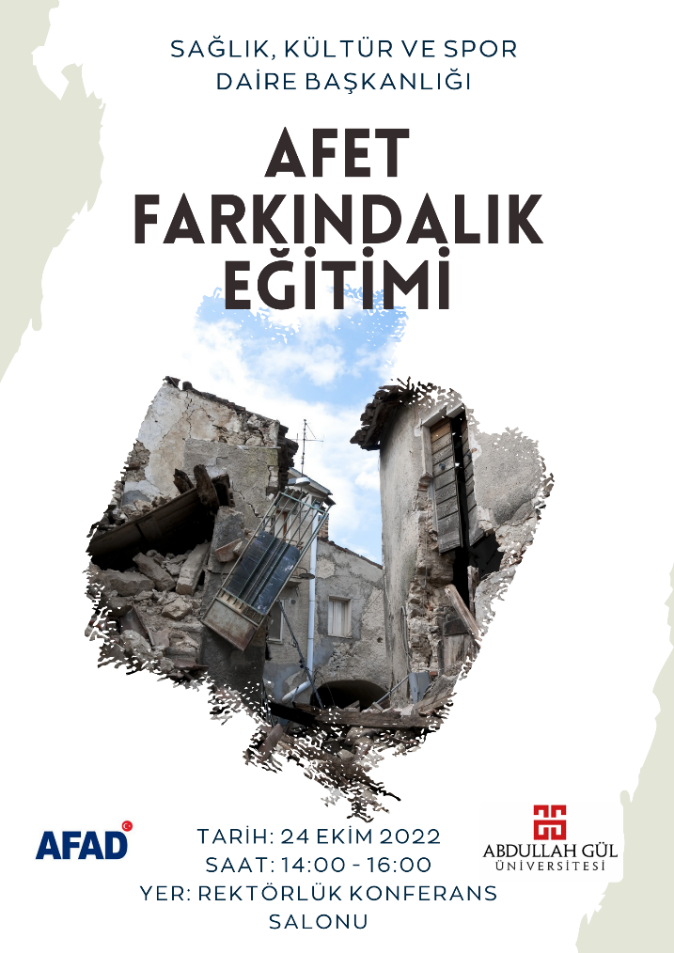 SAĞLIK, KÜLTÜR VE SPOR
DAİRE BAŞKANLIĞI
AFET
FARKINDALIK
EĞİTİMİ
AFAD
TARİH: 24 EKİM 2022
SAAT: 14:00 - 16:00
YER: REKTÖRLÜK KONFERANS
SALONU
ABDULLAH GÜL
ÜNİVERSİTESİ